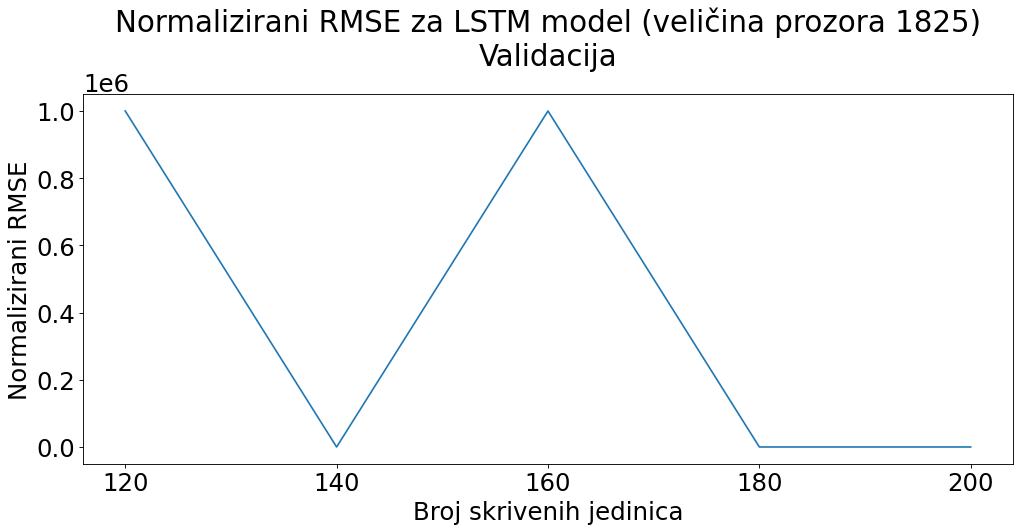 Normalizirani RMSE za LSTM model (veličina prozora 1825)
Validacija
1e6
1.0
0.8
0.6
0.4
0.2
0.0
Normalizirani RMSE
120 140 160 180 200
Broj skrivenih jedinica